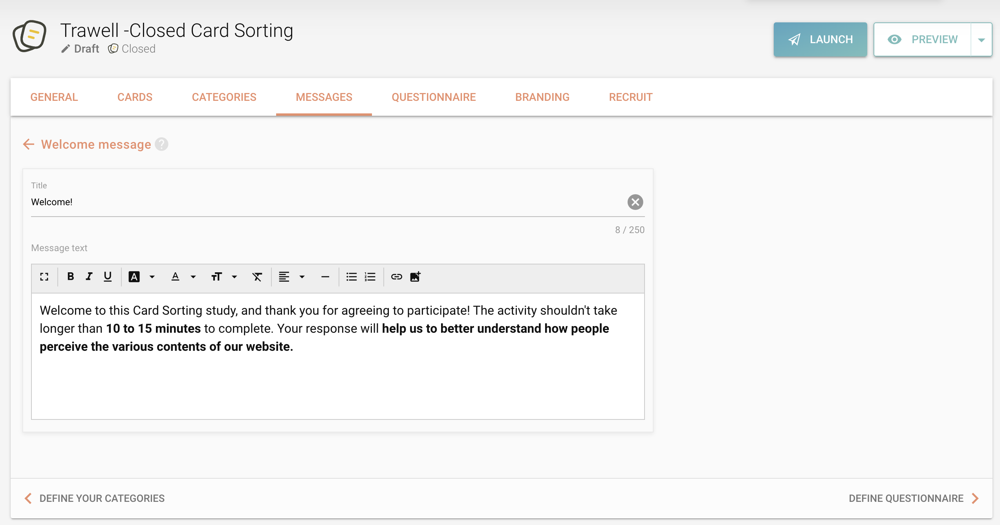 Trawell -Closed Card Sorting
Draft Closed
LAUNCH
PREVIEW
GENERAL CARDS CATEGORIES MESSAGES QUESTIONNAIRE BRANDING RECRUIT
Welcome message ?
Title
Welcome!
8 / 250
Message text
Welcome to this Card Sorting study, and thank you for agreeing to participate! The activity shouldn't take
longer than 10 to 15 minutes to complete. Your response will help us to better understand how people
perceive the various contents of our website.
DEFINE YOUR CATEGORIES
DEFINE QUESTIONNAIRE